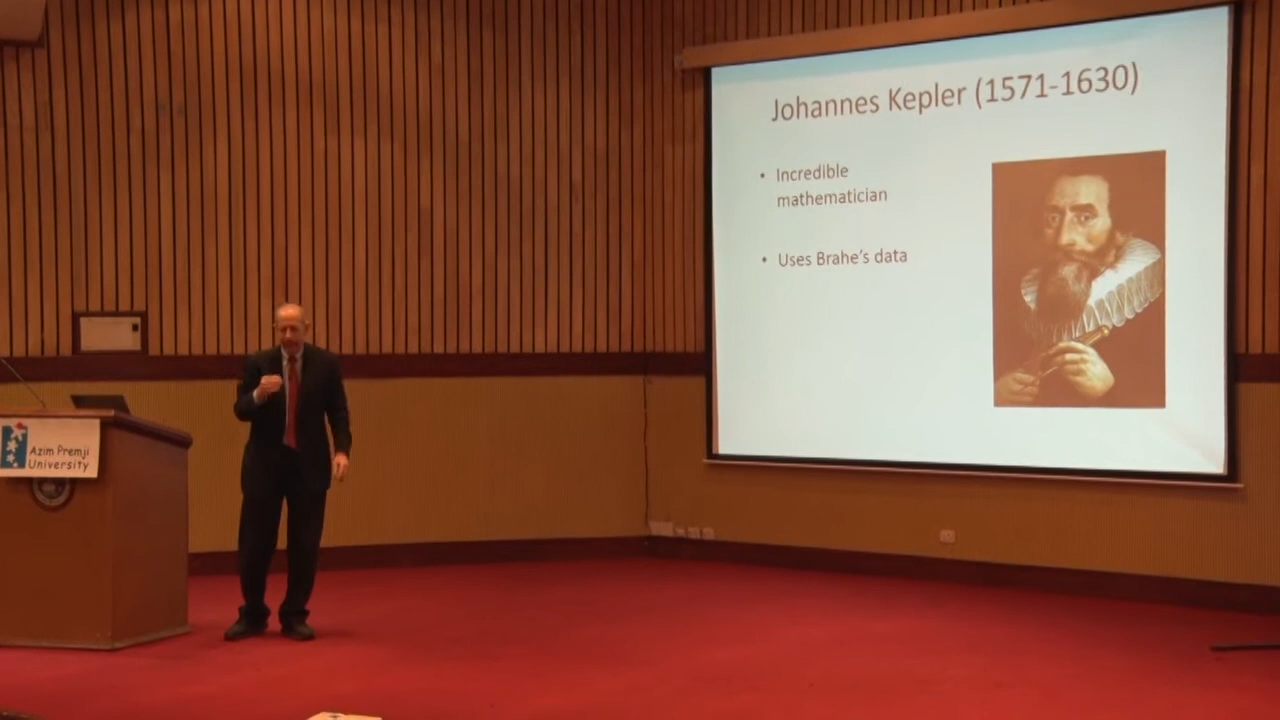 Johannes Kepler (1571-1630)
• Incredible
mathematician
• Uses Brahe's data
Azim Premji
University